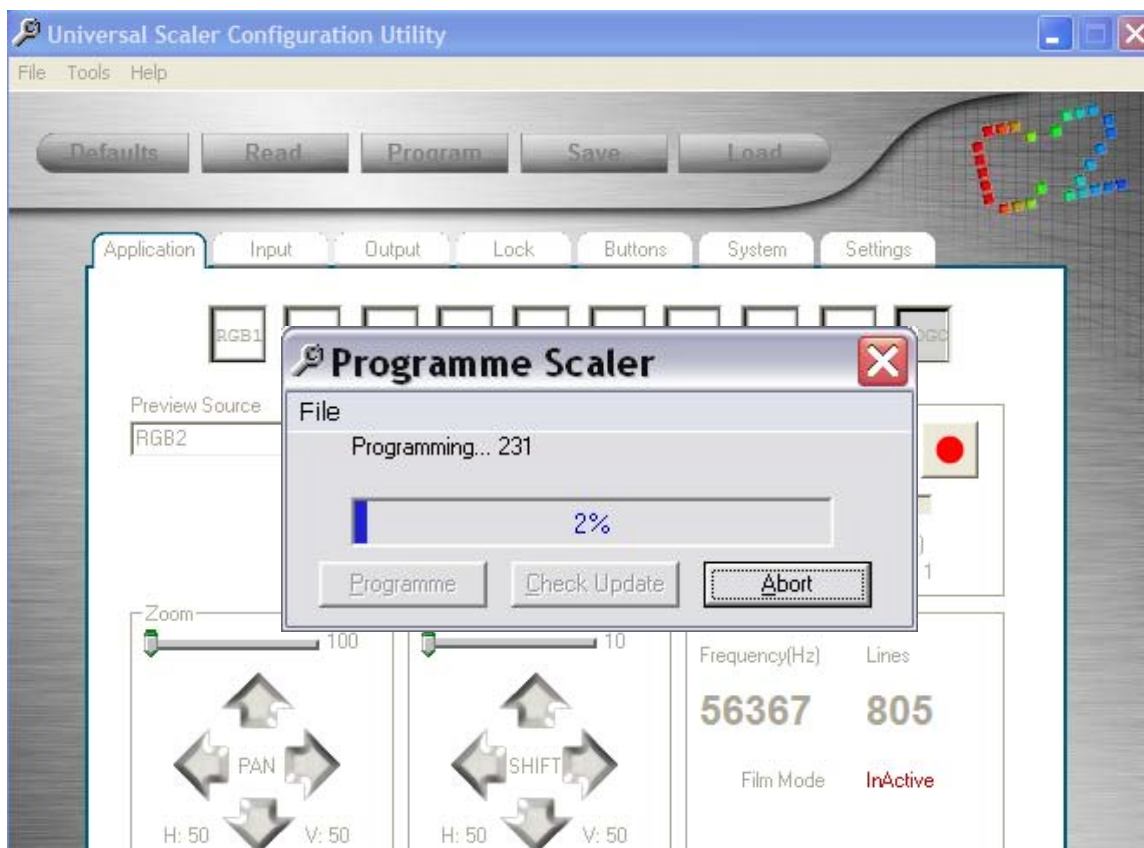 Universal Scaler Configuration Utility
File Tools Help
Defaults Read Program Save Load
C2
Application Input Output Lock Buttons System Settings
RGB1
Preview Source
RGB2
Programme Scaler
File
Programming... 231
2%
Programme Check Update Abort
1
Zoom
100 10
Frequency(Hz) Lines
56367 805
PAN SHIFT
Film Mode InActive
H: 50 V: 50 H: 50 V: 50